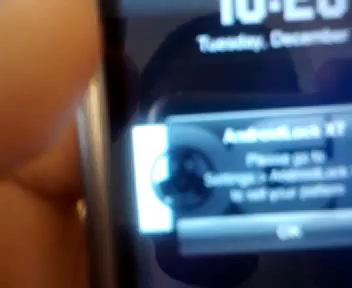 10:26
Tuesday, December
AndroidLock XT
Please go to
Settings > AndroidLock
to set your pattern
OK